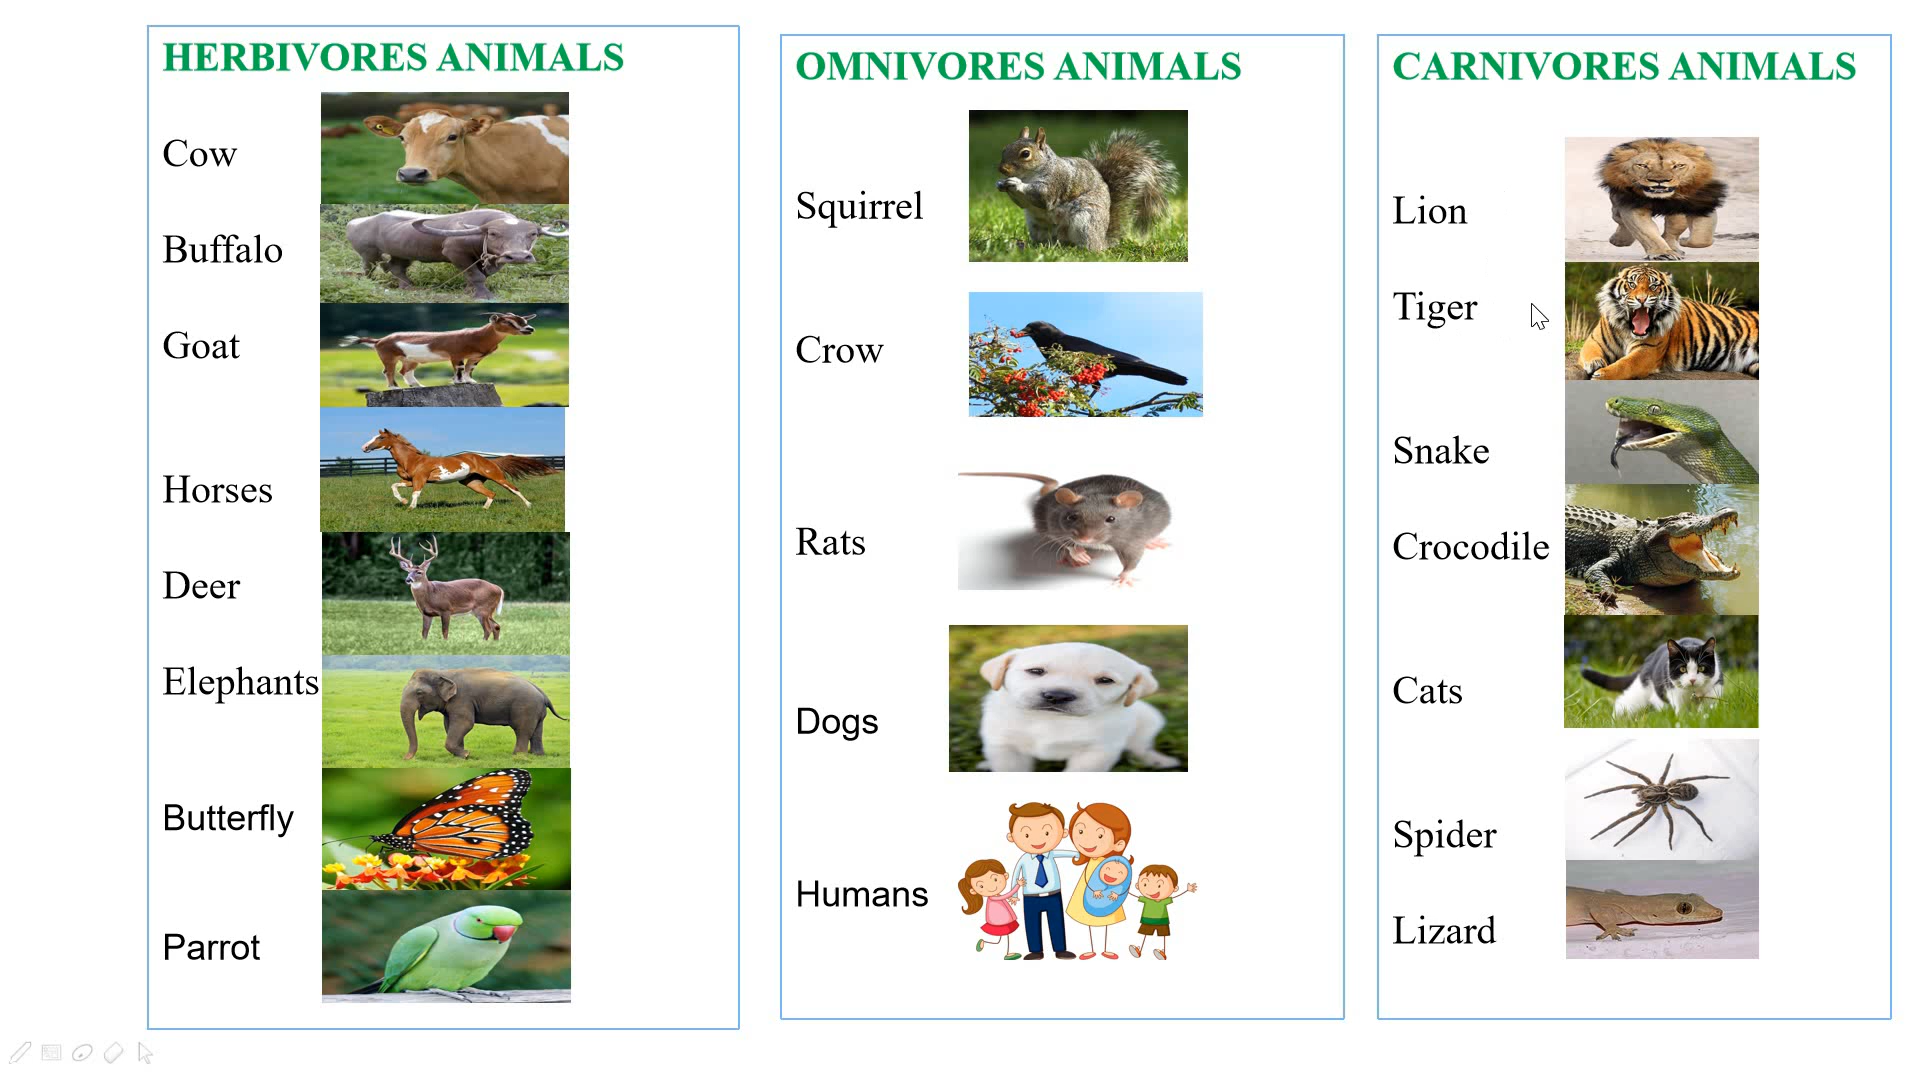 HERBIVORES ANIMALS
Cow
Buffalo
Goat
Horses
Deer
Elephants
Butterfly
Parrot
OMNIVORES ANIMALS
Squirrel
Crow
Rats
Dogs
Humans
CARNIVORES ANIMALS
Lion
Tiger
Snake
Crocodile
Cats
Spider
Lizard